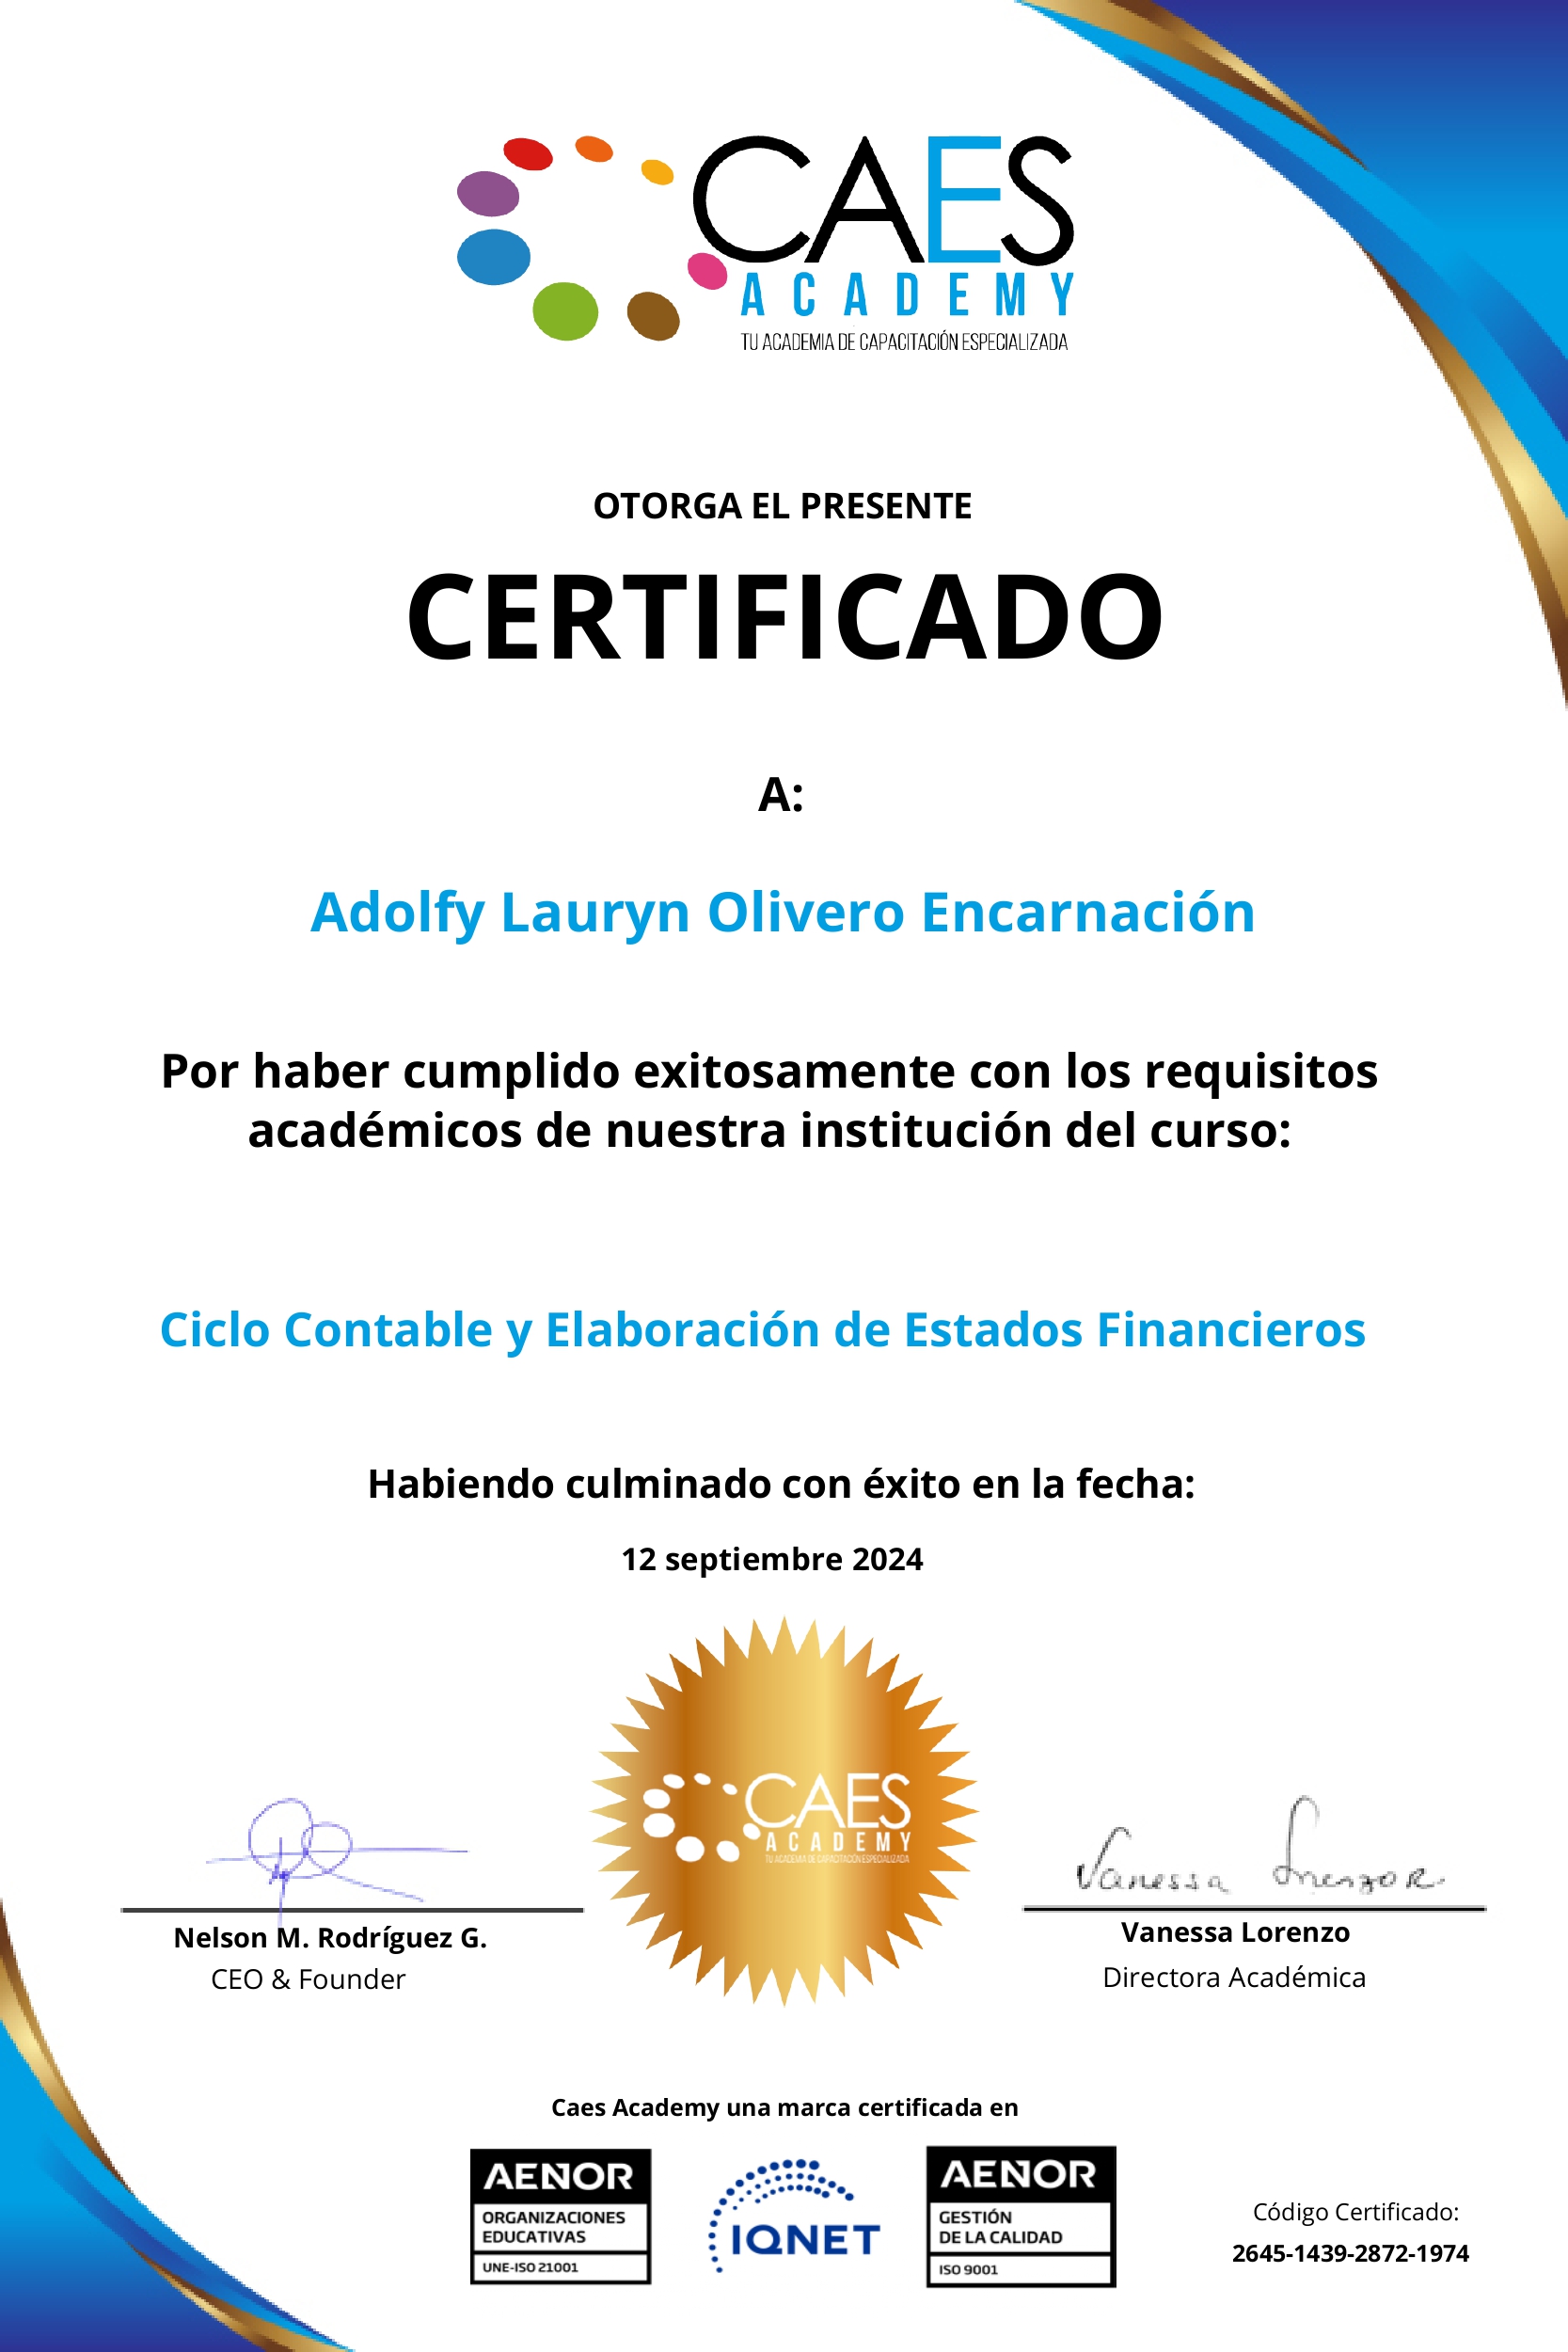 CAES
ACADEMY
TU ACADEMIA DE CAPACITACIÓN ESPECIALIZADA
OTORGA EL PRESENTE
CERTIFICADO
A:
Adolfy Lauryn Olivero Encarnación
Por haber cumplido exitosamente con los requisitos
académicos de nuestra institución del curso:
Ciclo Contable y Elaboración de Estados Financieros
Habiendo culminado con éxito en la fecha:
12 septiembre 2024
CAES
ACADEMY
TU ACADEMIA DE CAPACITACIÓN ESPECIALIZADA
Nelson M. Rodríguez G.
CEO & Founder
Vanessa Lorenzo R.
Vanessa Lorenzo
Directora Académica
Caes Academy una marca certificada en
AENOR
ORGANIZACIONES
EDUCATIVAS
UNE-ISO 21001
IQNET
AENOR
GESTIÓN
DE LA CALIDAD
ISO 9001
Código Certificado:
2645-1439-2872-1974